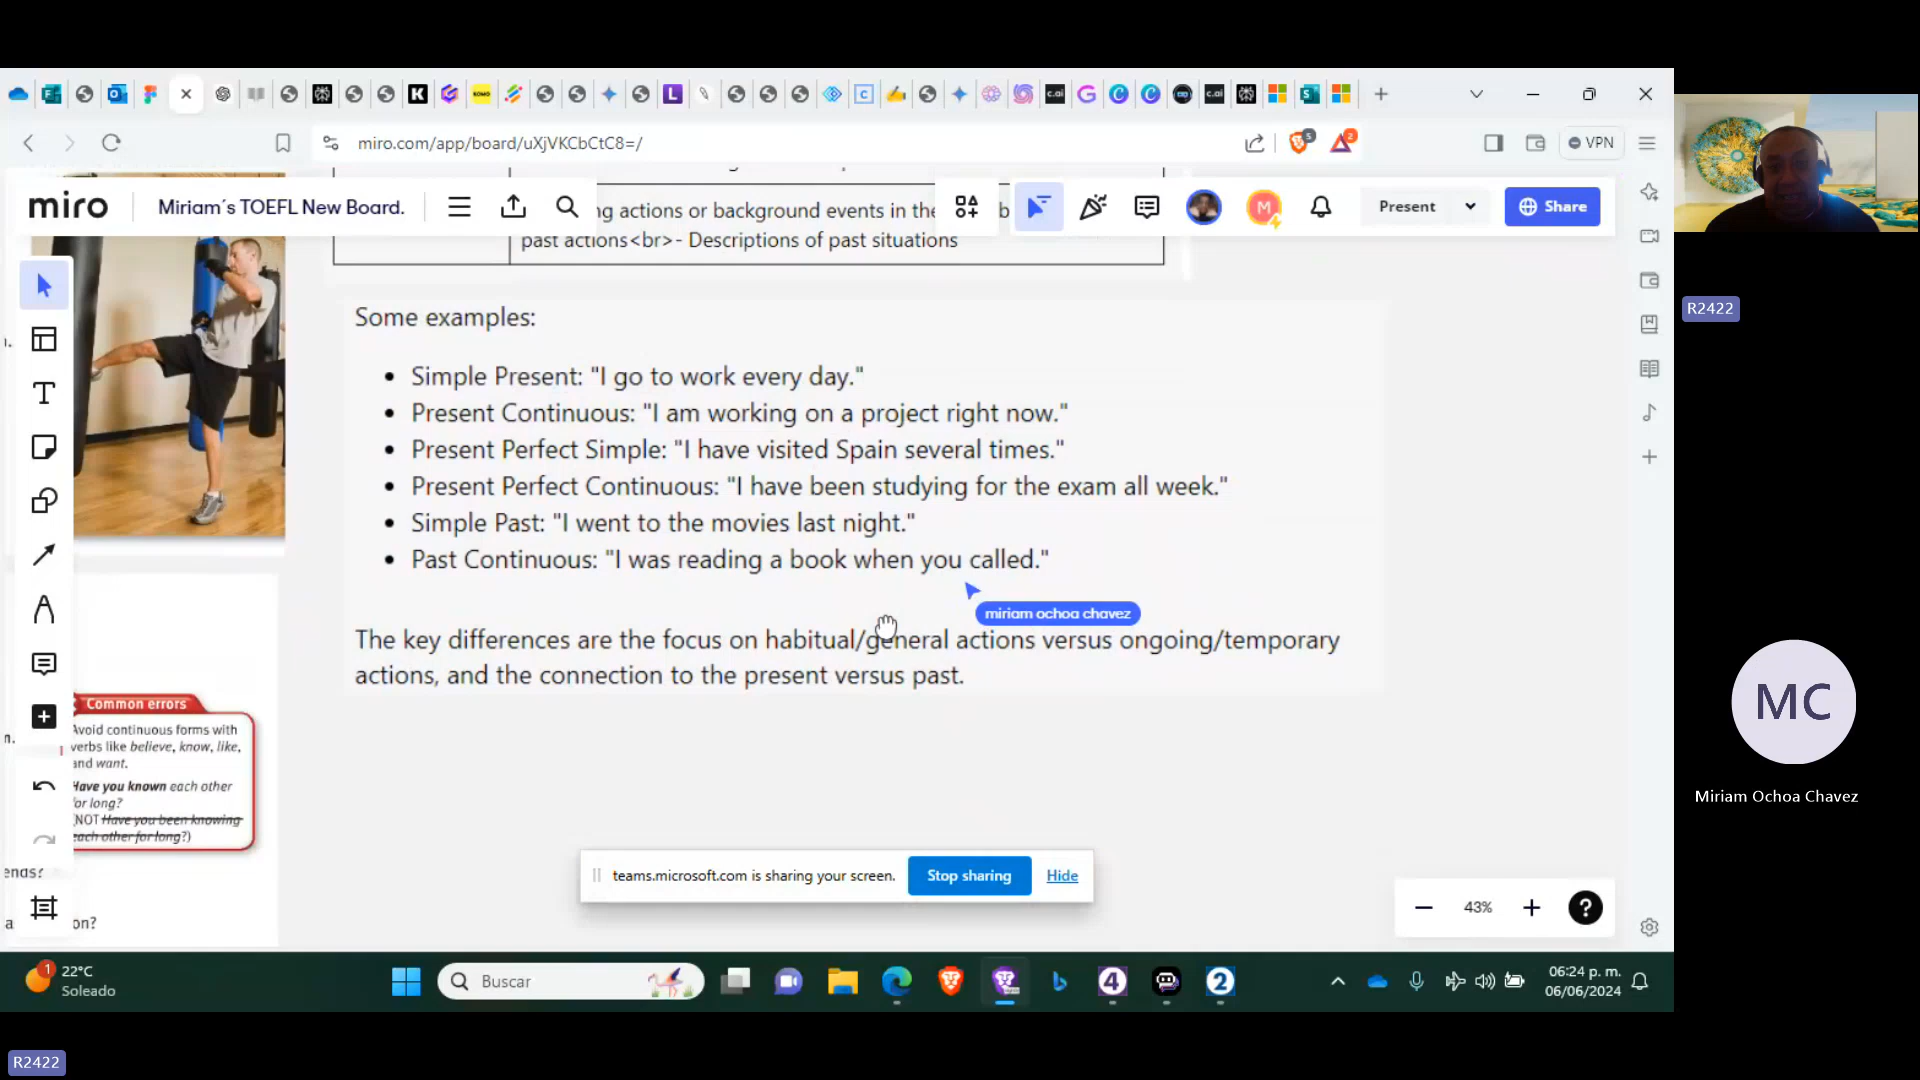 miro.com/app/board/uXjVKCbCtC8=/
VPN
miro
Miriam´s TOEFL New Board.
Present
Share
ng actions or background events in the
past actions<br>- Descriptions of past situations
Some examples:
• Simple Present: "I go to work every day."
• Present Continuous: "I am working on a project right now."
• Present Perfect Simple: "I have visited Spain several times."
• Present Perfect Continuous: "I have been studying for the exam all week."
• Simple Past: "I went to the movies last night."
• Past Continuous: "I was reading a book when you called."
miriam ochoa chavez
The key differences are the focus on habitual/general actions versus ongoing/temporary
actions, and the connection to the present versus past.
Common errors
Avoid continuous forms with
verbs like believe, know, like,
and want.
Have you known each other
for long?
(NOT Have you been knowing
each other for long?)
ends?
on?
teams.microsoft.com is sharing your screen.
Stop sharing
Hide
43%
22°C
Soleado
Buscar
06:24 p. m.
06/06/2024
R2422
MC
Miriam Ochoa Chavez
R2422